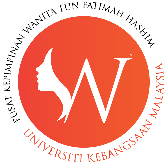 PUSAT KEPIMPINAN WANITA TUN FATIMAH HASHIM
W
UNIVERSITI KEBANGSAAN MALAYSIA